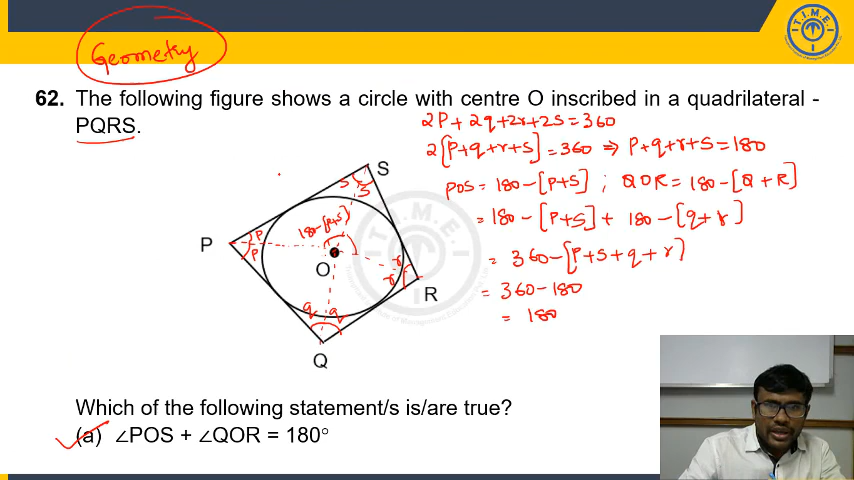 T.I.M.E.
Geometry
62. The following figure shows a circle with centre O inscribed in a quadrilateral -
PQRS.
2P + 2q + 2r + 2S = 360
2[P+q+r+S] = 360 ⇒ P+q+r+S = 180
POS = 180 - [P+S] ; QOR = 180 - [Q + R]
= 180 - [P+S] + 180 - [q+r]
= 360 - [P+S+q+r]
= 360 - 180
= 180
S
S
S
180-[P+S]
P
P
P
O
r
r
R
q
q
Q
T.I.M.E.
Which of the following statement/s is/are true?
(a) ∠POS + ∠QOR = 180°